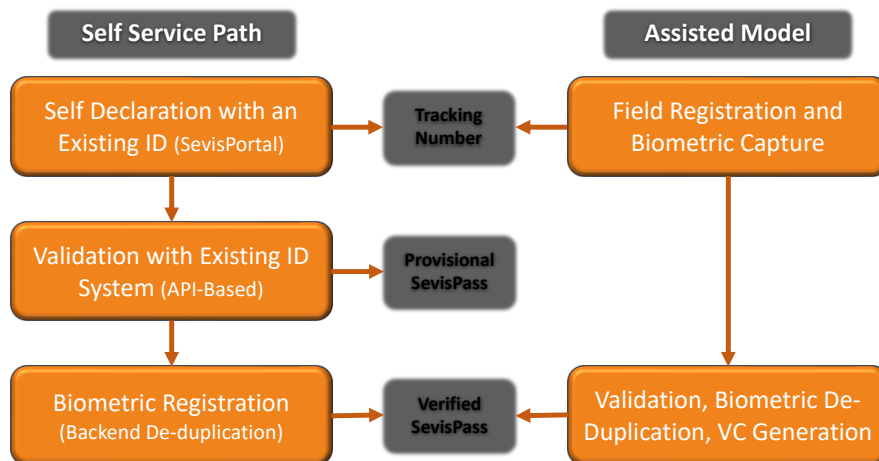 Self Service Path
Assisted Model
Self Declaration with an
Existing ID (SevisPortal)
Tracking
Number
Field Registration and
Biometric Capture
Validation with Existing ID
System (API-Based)
Provisional
SevisPass
Biometric Registration
(Backend De-duplication)
Verified
SevisPass
Validation, Biometric De-
Duplication, VC Generation